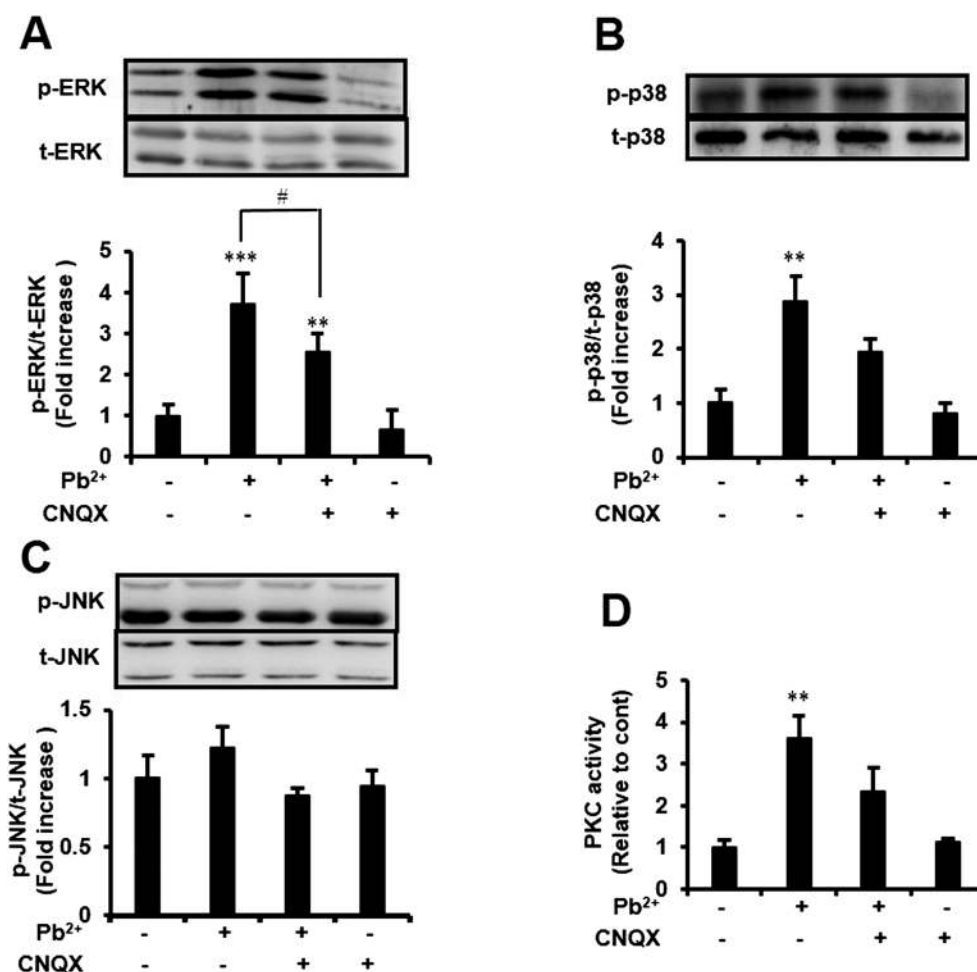 A
p-ERK
t-ERK
#
p-ERK/t-ERK
(Fold increase )
5
4
3
2
1
0
***
**
Pb²⁺ - + + -
CNQX - - + +
B
p-p38
t-p38
p-p38/t-p38
(Fold increase)
4
3
2
1
0
**
Pb²⁺ - + + -
CNQX - - + +
C
p-JNK
t-JNK
p-JNK/t-JNK
(Fold increase )
1.5
1
0.5
0
Pb²⁺ - + + -
CNQX - - + +
D
PKC activity
(Relative to cont)
5
4
3
2
1
0
**
Pb²⁺ - + + -
CNQX - - + +